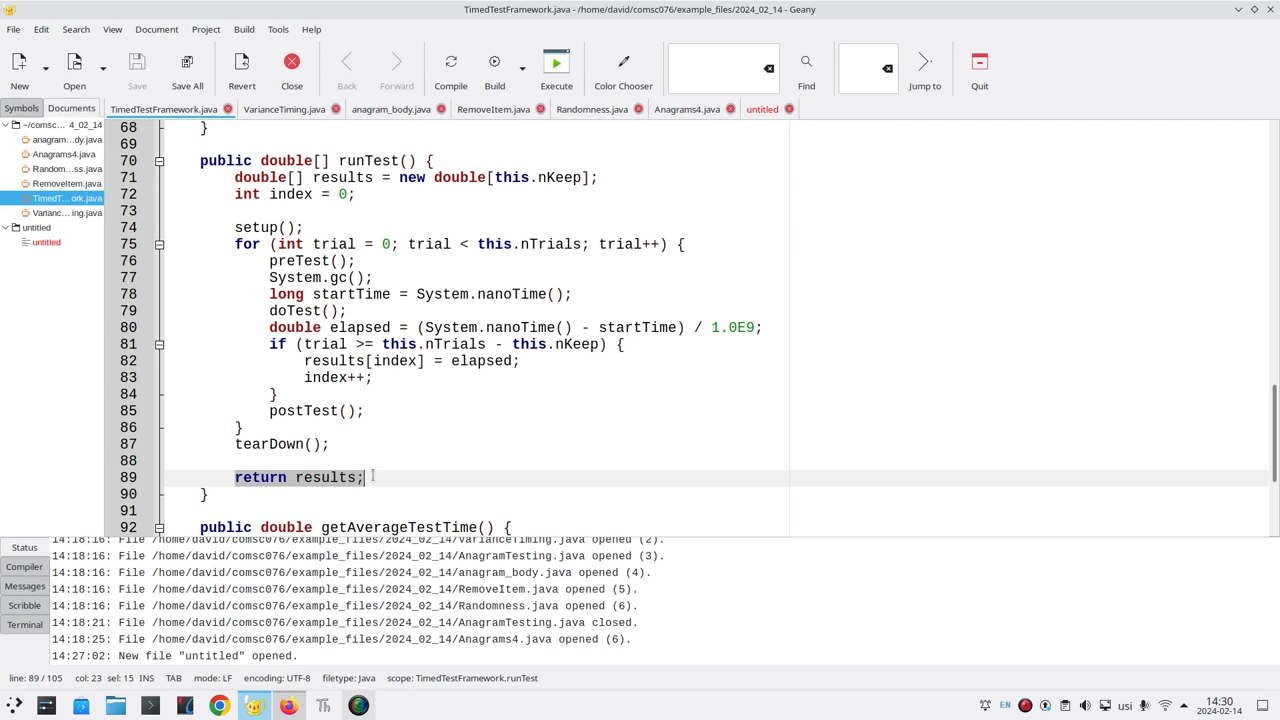 TimedTestFramework.java - /home/david/comsc076/example_files/2024_02_14 - Geany
File Edit Search View Document Project Build Tools Help
New Open Save Save All Revert Close Back Forward Compile Build Execute Color Chooser Find Jump to Quit
Symbols Documents TimedTestFramework.java VarianceTiming.java anagram_body.java RemoveItem.java Randomness.java Anagrams4.java untitled
~/comsc... 4_02_14
anagram...dy.java
Anagrams4.java
Random...ss.java
RemoveItem.java
TimedT...ork.java
Varianc...ing.java
untitled
untitled
68 }
69
70 public double[] runTest() {
71 double[] results = new double[this.nKeep];
72 int index = 0;
73
74 setup();
75 for (int trial = 0; trial < this.nTrials; trial++) {
76 preTest();
77 System.gc();
78 long startTime = System.nanoTime();
79 doTest();
80 double elapsed = (System.nanoTime() - startTime) / 1.0E9;
81 if (trial >= this.nTrials - this.nKeep) {
82 results[index] = elapsed;
83 index++;
84 }
85 postTest();
86 }
87 tearDown();
88
89 return results;
90 }
91
92 public double getAverageTestTime() {
Status
Compiler
Messages
Scribble
Terminal
14:18:16: File /home/david/comsc076/example_files/2024_02_14/VarianceTiming.java opened (2).
14:18:16: File /home/david/comsc076/example_files/2024_02_14/AnagramTesting.java opened (3).
14:18:16: File /home/david/comsc076/example_files/2024_02_14/anagram_body.java opened (4).
14:18:16: File /home/david/comsc076/example_files/2024_02_14/RemoveItem.java opened (5).
14:18:16: File /home/david/comsc076/example_files/2024_02_14/Randomness.java opened (6).
14:18:21: File /home/david/comsc076/example_files/2024_02_14/AnagramTesting.java closed.
14:18:25: File /home/david/comsc076/example_files/2024_02_14/Anagrams4.java opened (6).
14:27:02: New file "untitled" opened.
line: 89 / 105 col: 23 sel: 15 INS TAB mode: LF encoding: UTF-8 filetype: Java scope: TimedTestFramework.runTest
Th EN usi 14:30
2024-02-14